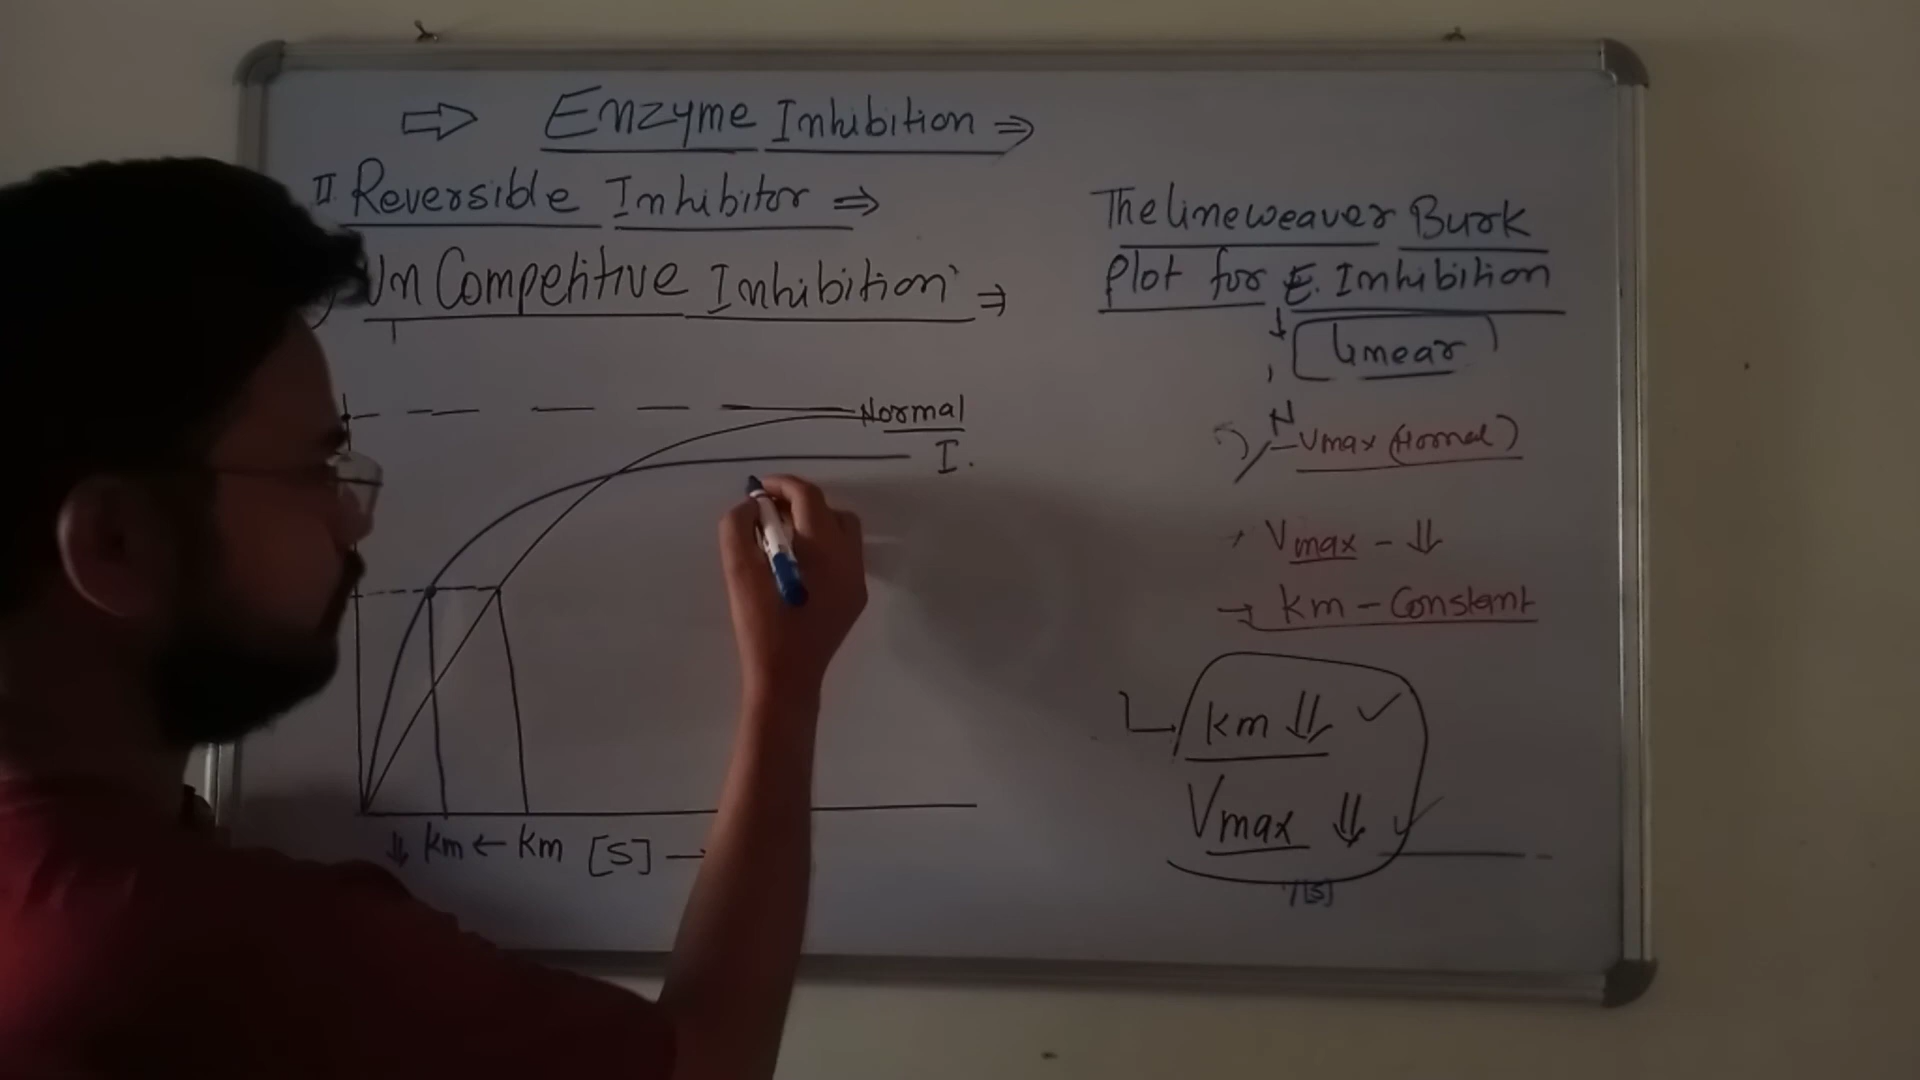 ⇒ Enzyme Inhibition ⇒
II Reversible Inhibitor ⇒
Un Competitive Inhibition ⇒
Normal
I.
⇓ km ← km [S] →
The lineweaver Burk
Plot for E. Inhibition
↓
linear
N
Vmax (Normal)
Vmax - ⇓
→ km - Constant
km ⇓ ✓
Vmax ⇓ ✓
1/[S]